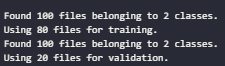 Found 100 files belonging to 2 classes.
Using 80 files for training.
Found 100 files belonging to 2 classes.
Using 20 files for validation.